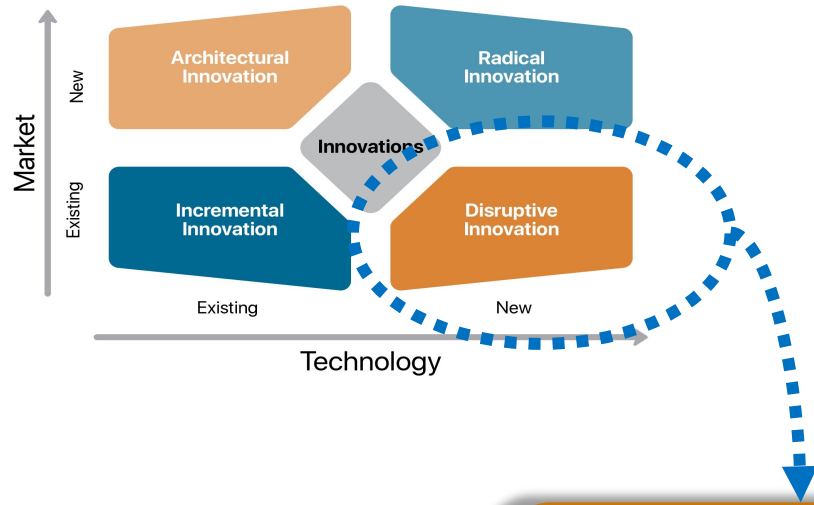 Market
New
Existing
Architectural
Innovation
Radical
Innovation
Innovations
Incremental
Innovation
Disruptive
Innovation
Existing
New
Technology